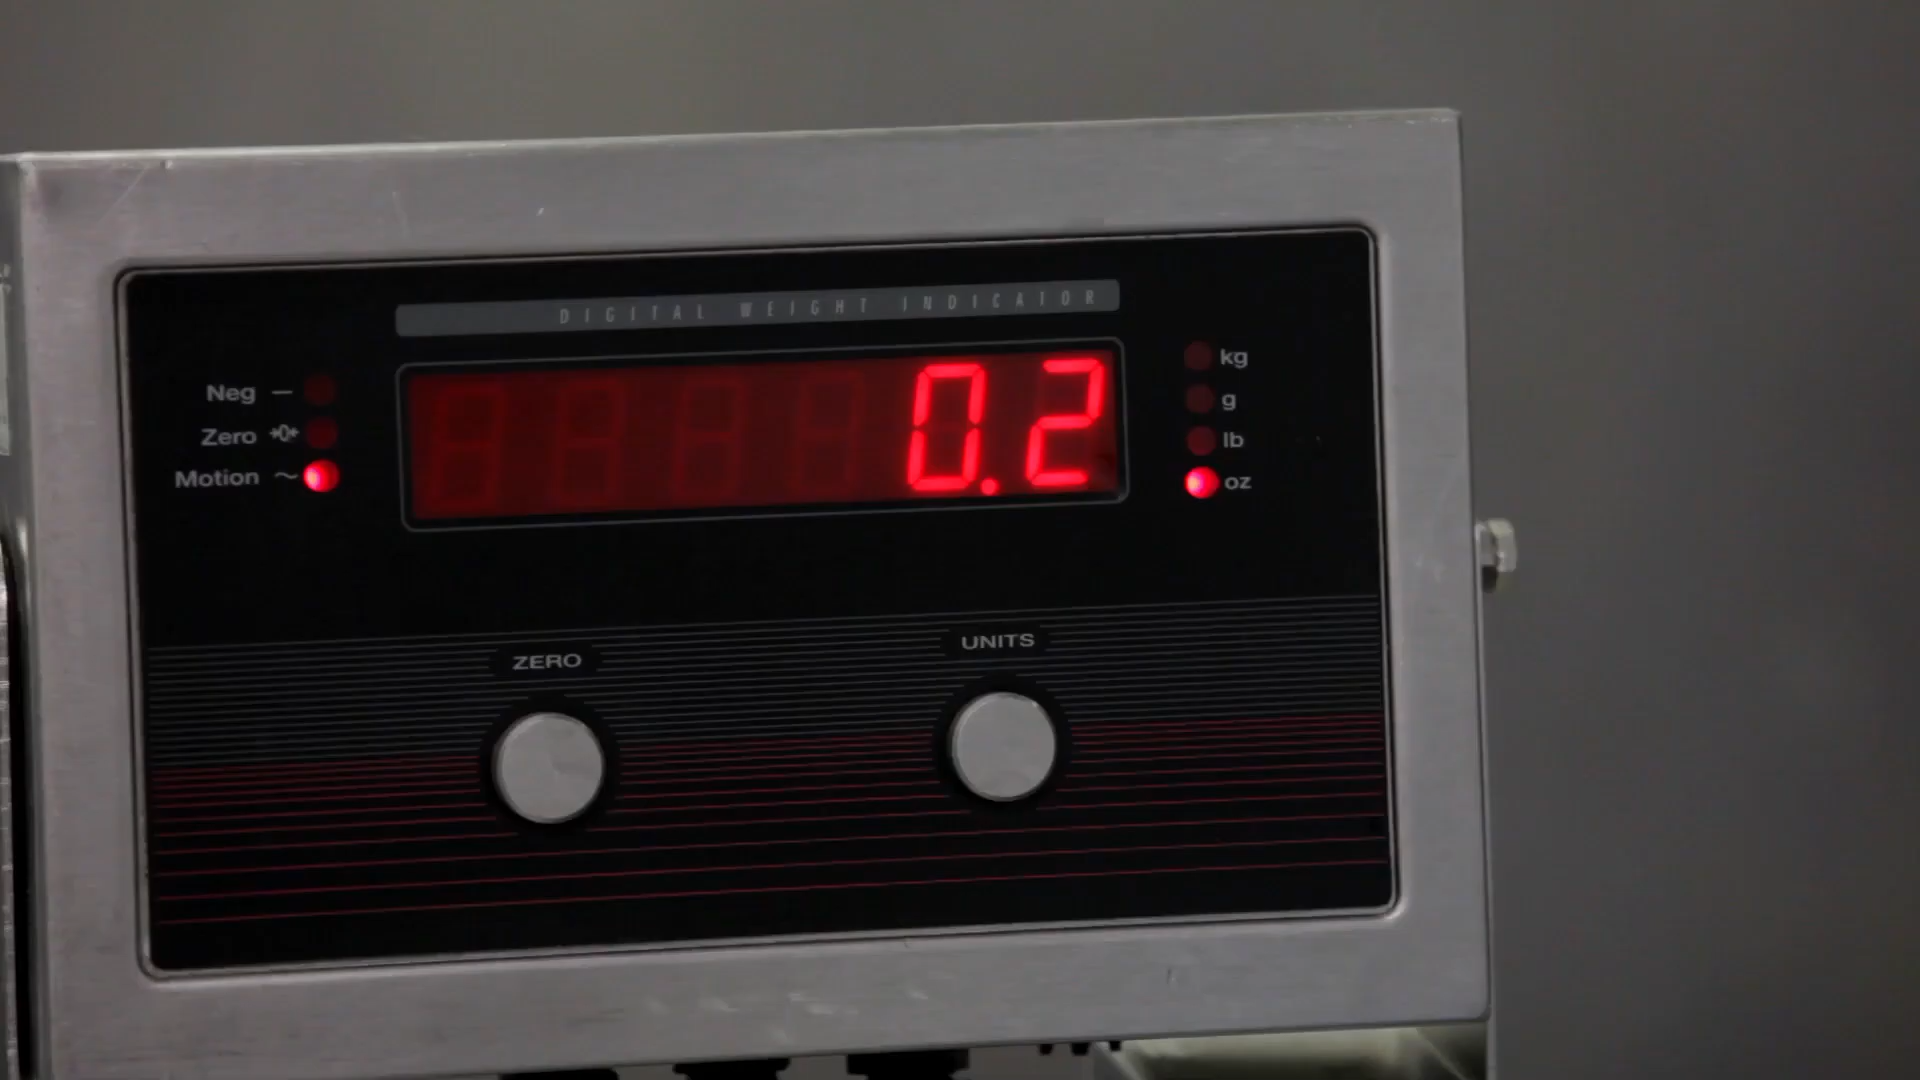 DIGITAL WEIGHT INDICATOR
Neg —
Zero →0←
Motion ~
0.2
kg
g
lb
oz
ZERO
UNITS